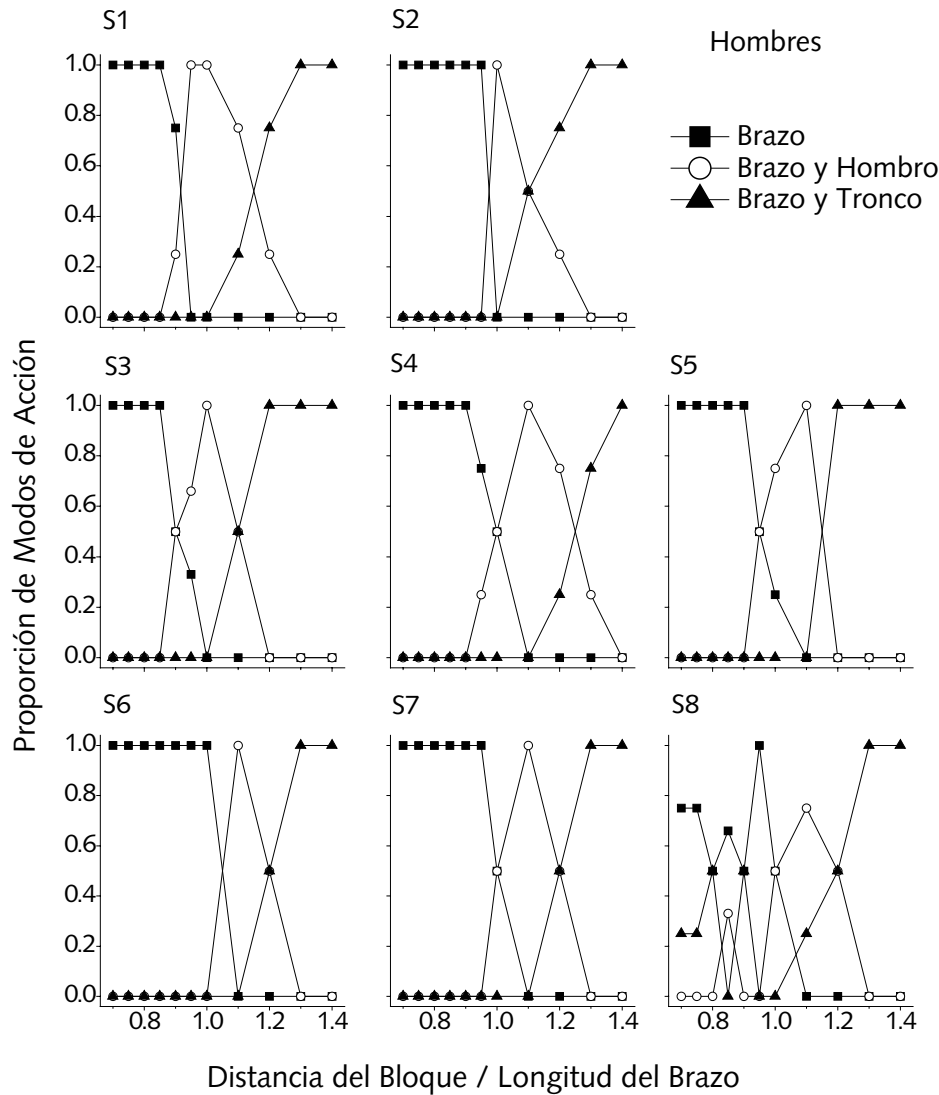 S1
S2
Hombres
1.0
0.8
0.6
0.4
0.2
0.0
Brazo
Brazo y Hombro
Brazo y Tronco
Proporción de Modos de Acción
S3
S4
S5
1.0
0.8
0.6
0.4
0.2
0.0
S6
S7
S8
1.0
0.8
0.6
0.4
0.2
0.0
0.8 1.0 1.2 1.4
0.8 1.0 1.2 1.4
0.8 1.0 1.2 1.4
Distancia del Bloque / Longitud del Brazo